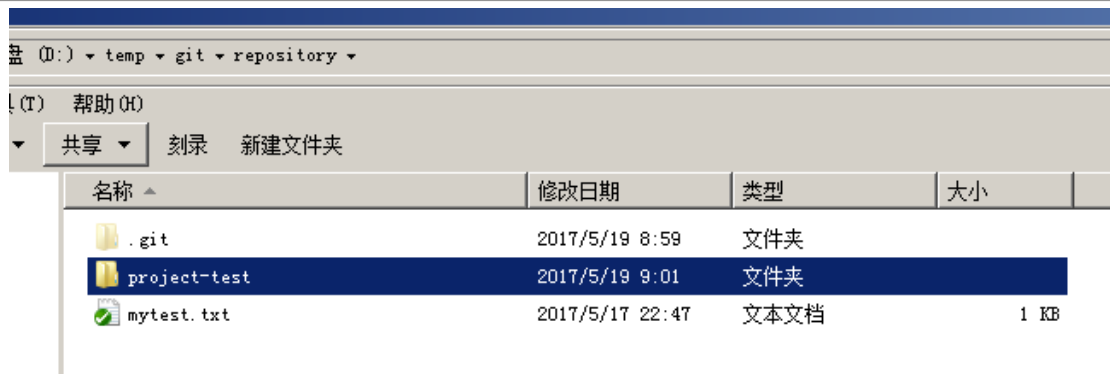 盘 (D:) temp git repository
(T) 帮助(H)
共享 刻录 新建文件夹
名称 修改日期 类型 大小
.git 2017/5/19 8:59 文件夹
project-test 2017/5/19 9:01 文件夹
mytest.txt 2017/5/17 22:47 文本文档 1 KB